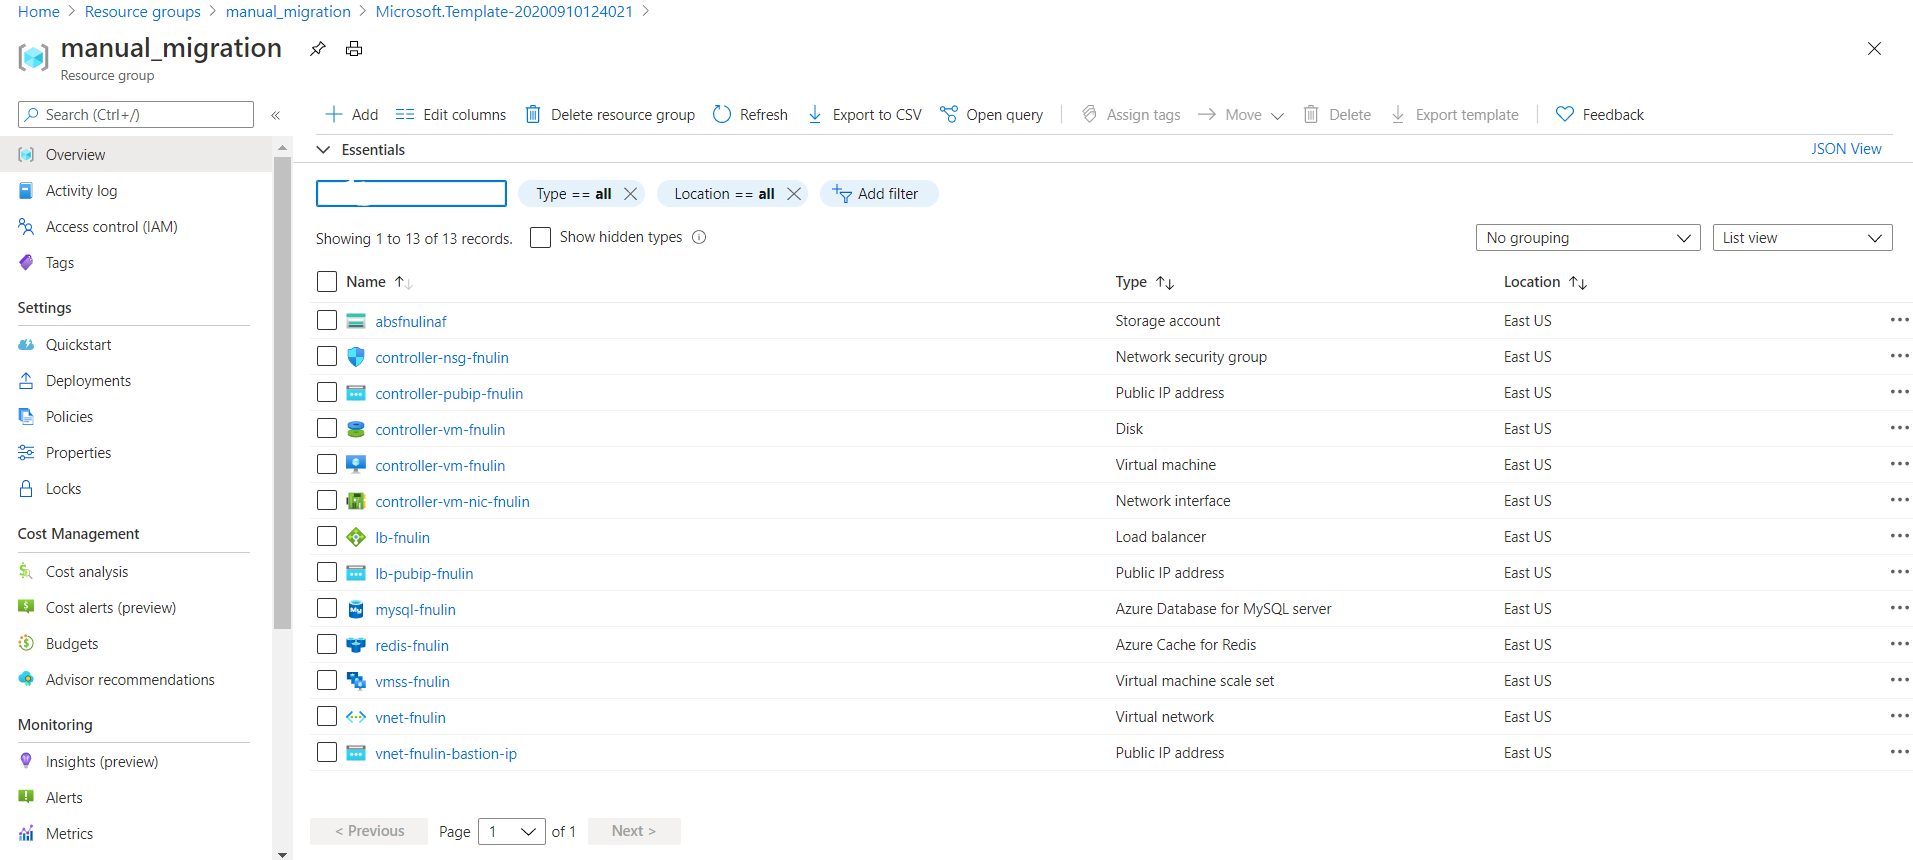 Home > Resource groups > manual_migration > Microsoft.Template-20200910124021 >
manual_migration
Resource group
Search (Ctrl+/)
«
Add
Edit columns
Delete resource group
Refresh
Export to CSV
Open query
Assign tags
Move
Delete
Export template
Feedback
Overview
Activity log
Access control (IAM)
Tags
Settings
Quickstart
Deployments
Policies
Properties
Locks
Cost Management
Cost analysis
Cost alerts (preview)
Budgets
Advisor recommendations
Monitoring
Insights (preview)
Alerts
Metrics
Essentials
JSON View
Type == all
Location == all
Add filter
Showing 1 to 13 of 13 records.
Show hidden types
No grouping
List view
Name Type Location
absfnulinaf Storage account East US
controller-nsg-fnulin Network security group East US
controller-pubip-fnulin Public IP address East US
controller-vm-fnulin Disk East US
controller-vm-fnulin Virtual machine East US
controller-vm-nic-fnulin Network interface East US
lb-fnulin Load balancer East US
lb-pubip-fnulin Public IP address East US
mysql-fnulin Azure Database for MySQL server East US
redis-fnulin Azure Cache for Redis East US
vmss-fnulin Virtual machine scale set East US
vnet-fnulin Virtual network East US
vnet-fnulin-bastion-ip Public IP address East US
< Previous Page 1 of 1 Next >